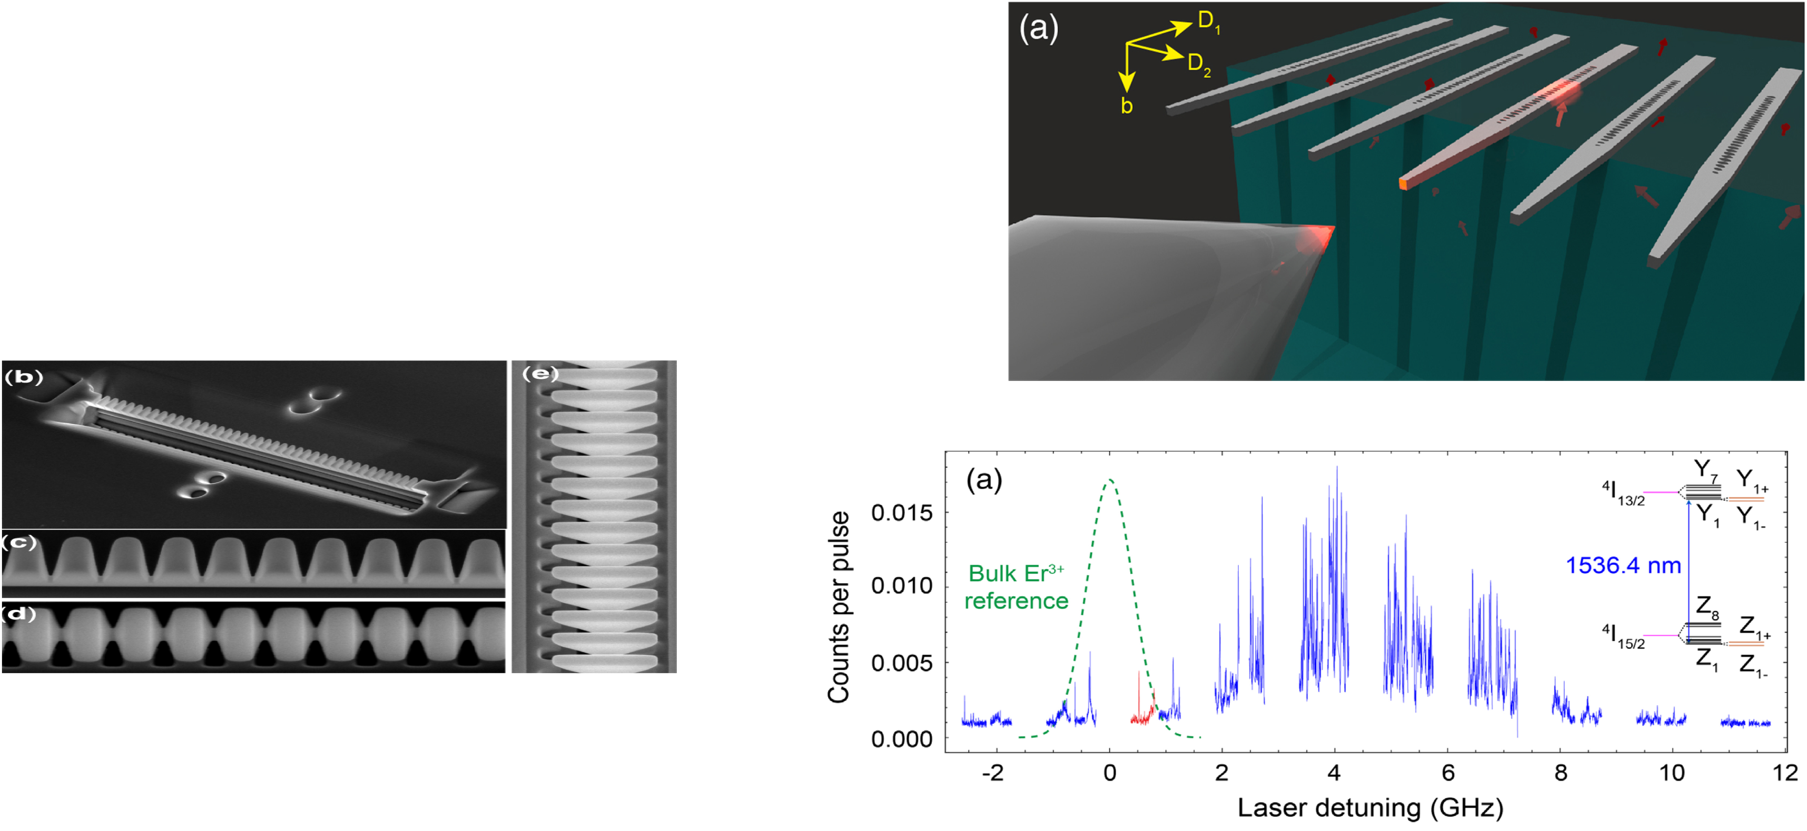 (a)
D1
D2
b
(b)
(e)
(c)
(d)
(a)
Counts per pulse
0.015
0.010
0.005
0.000
Bulk Er3+
reference
4I13/2
Y7
Y1
Y1+
Y1-
1536.4 nm
4I15/2
Z8
Z1
Z1+
Z1-
-2 0 2 4 6 8 10 12
Laser detuning (GHz)